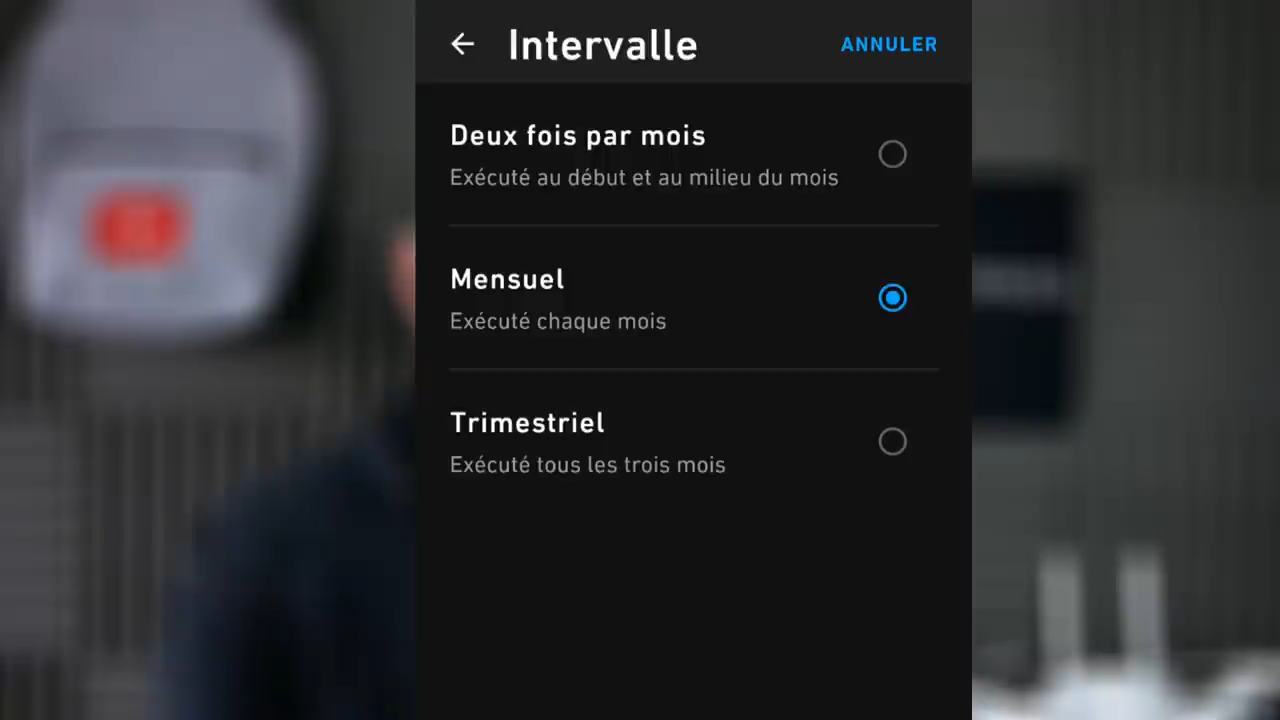 Intervalle
ANNULER
Deux fois par mois
Exécuté au début et au milieu du mois
Mensuel
Exécuté chaque mois
Trimestriel
Exécuté tous les trois mois